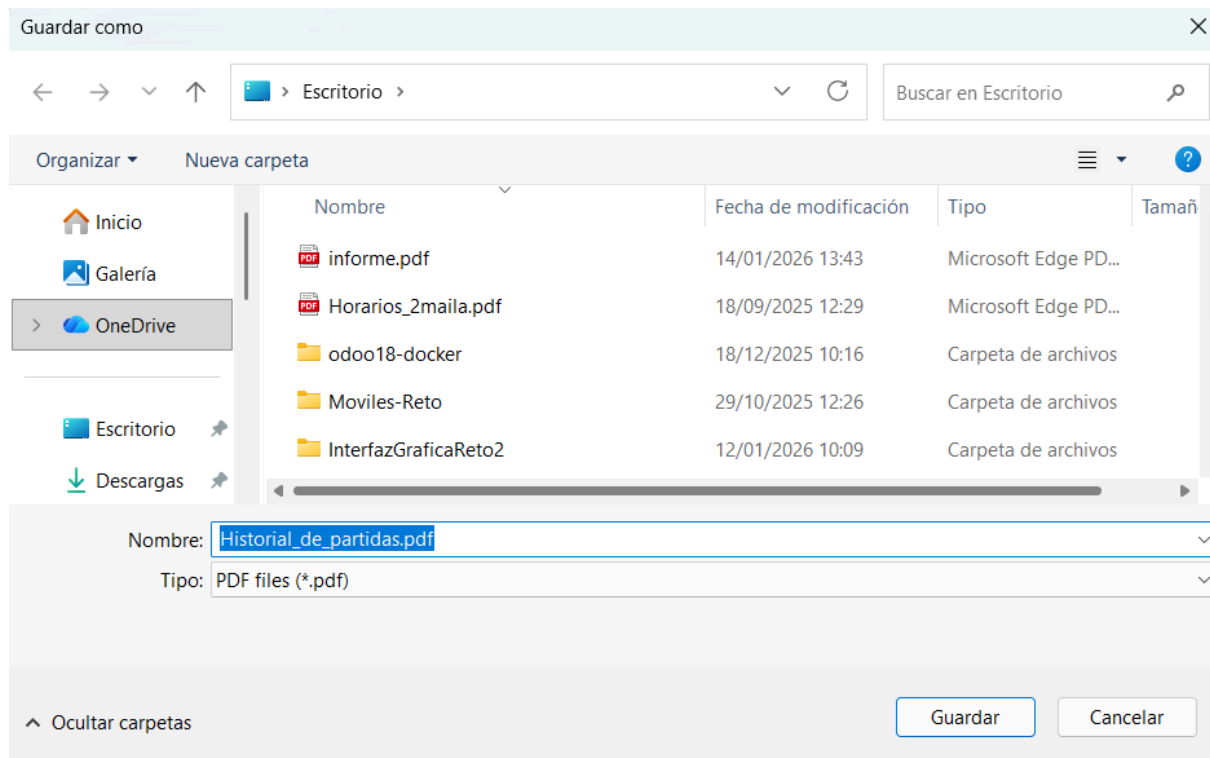 Guardar como
Escritorio
Buscar en Escritorio
Organizar
Nueva carpeta
Inicio
Galería
OneDrive
Escritorio
Descargas
Nombre Fecha de modificación Tipo Tamañ
PDF informe.pdf 14/01/2026 13:43 Microsoft Edge PD...
PDF Horarios_2maila.pdf 18/09/2025 12:29 Microsoft Edge PD...
odoo18-docker 18/12/2025 10:16 Carpeta de archivos
Moviles-Reto 29/10/2025 12:26 Carpeta de archivos
InterfazGraficaReto2 12/01/2026 10:09 Carpeta de archivos
Nombre: Historial_de_partidas.pdf
Tipo: PDF files (*.pdf)
Ocultar carpetas
Guardar
Cancelar